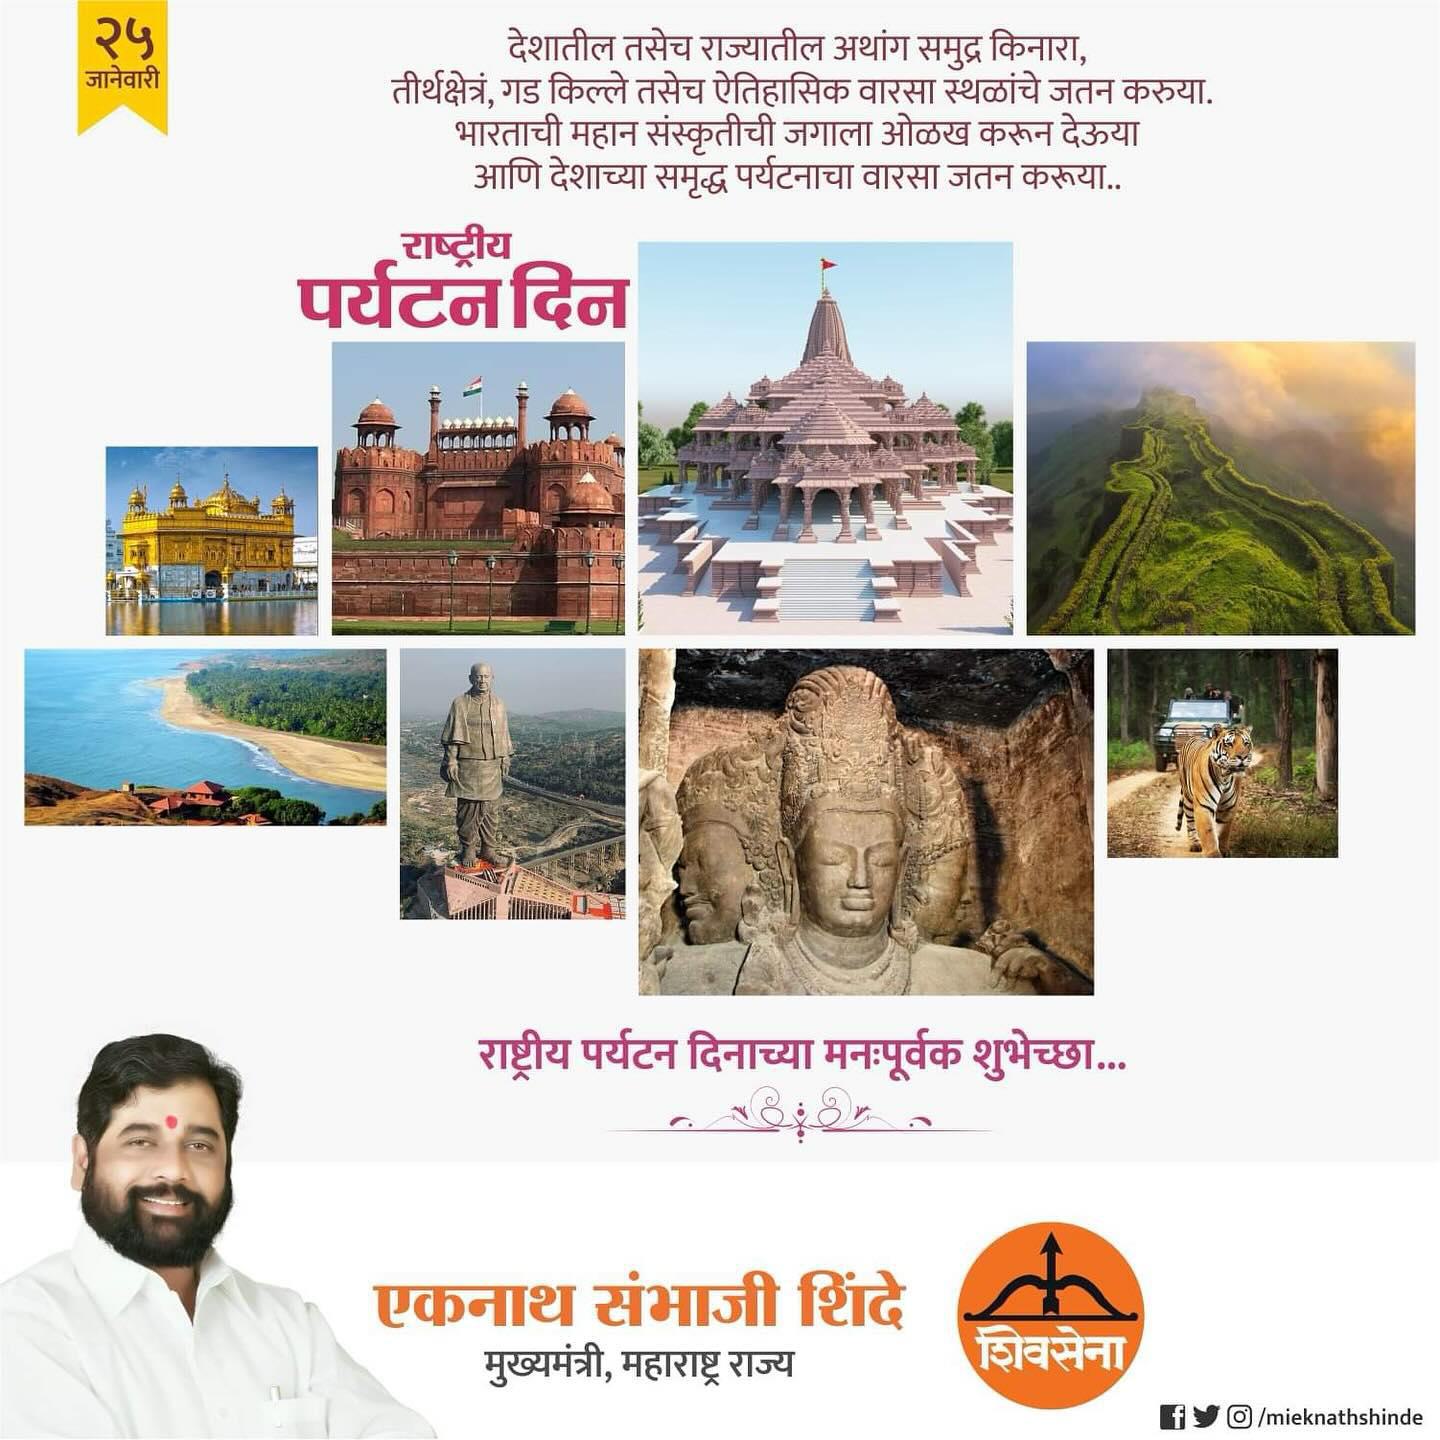 २५
जानेवारी
देशातील तसेच राज्यातील अथांग समुद्र किनारा,
तीर्थक्षेत्रं, गड किल्ले तसेच ऐतिहासिक वारसा स्थळांचे जतन करुया.
भारताची महान संस्कृतीची जगाला ओळख करून देऊया
आणि देशाच्या समृद्ध पर्यटनाचा वारसा जतन करूया..
राष्ट्रीय
पर्यटन दिन
राष्ट्रीय पर्यटन दिनाच्या मनःपूर्वक शुभेच्छा...
एकनाथ संभाजी शिंदे
मुख्यमंत्री, महाराष्ट्र राज्य
शिवसेना
/mieknathshinde